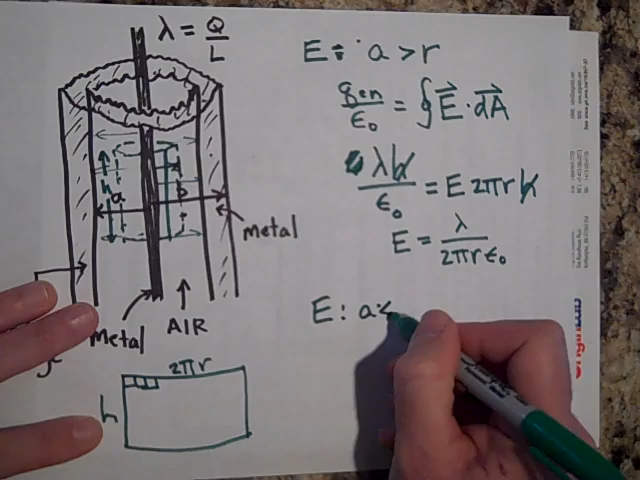 λ = Q/L
E : a > r
qen/ε₀ = ∮E⃗ · dA⃗
λh/ε₀ = E 2πr h
E = λ/2πrε₀
E : a <
h
a
b
r
r
metal
Metal
AIR
2πr
h